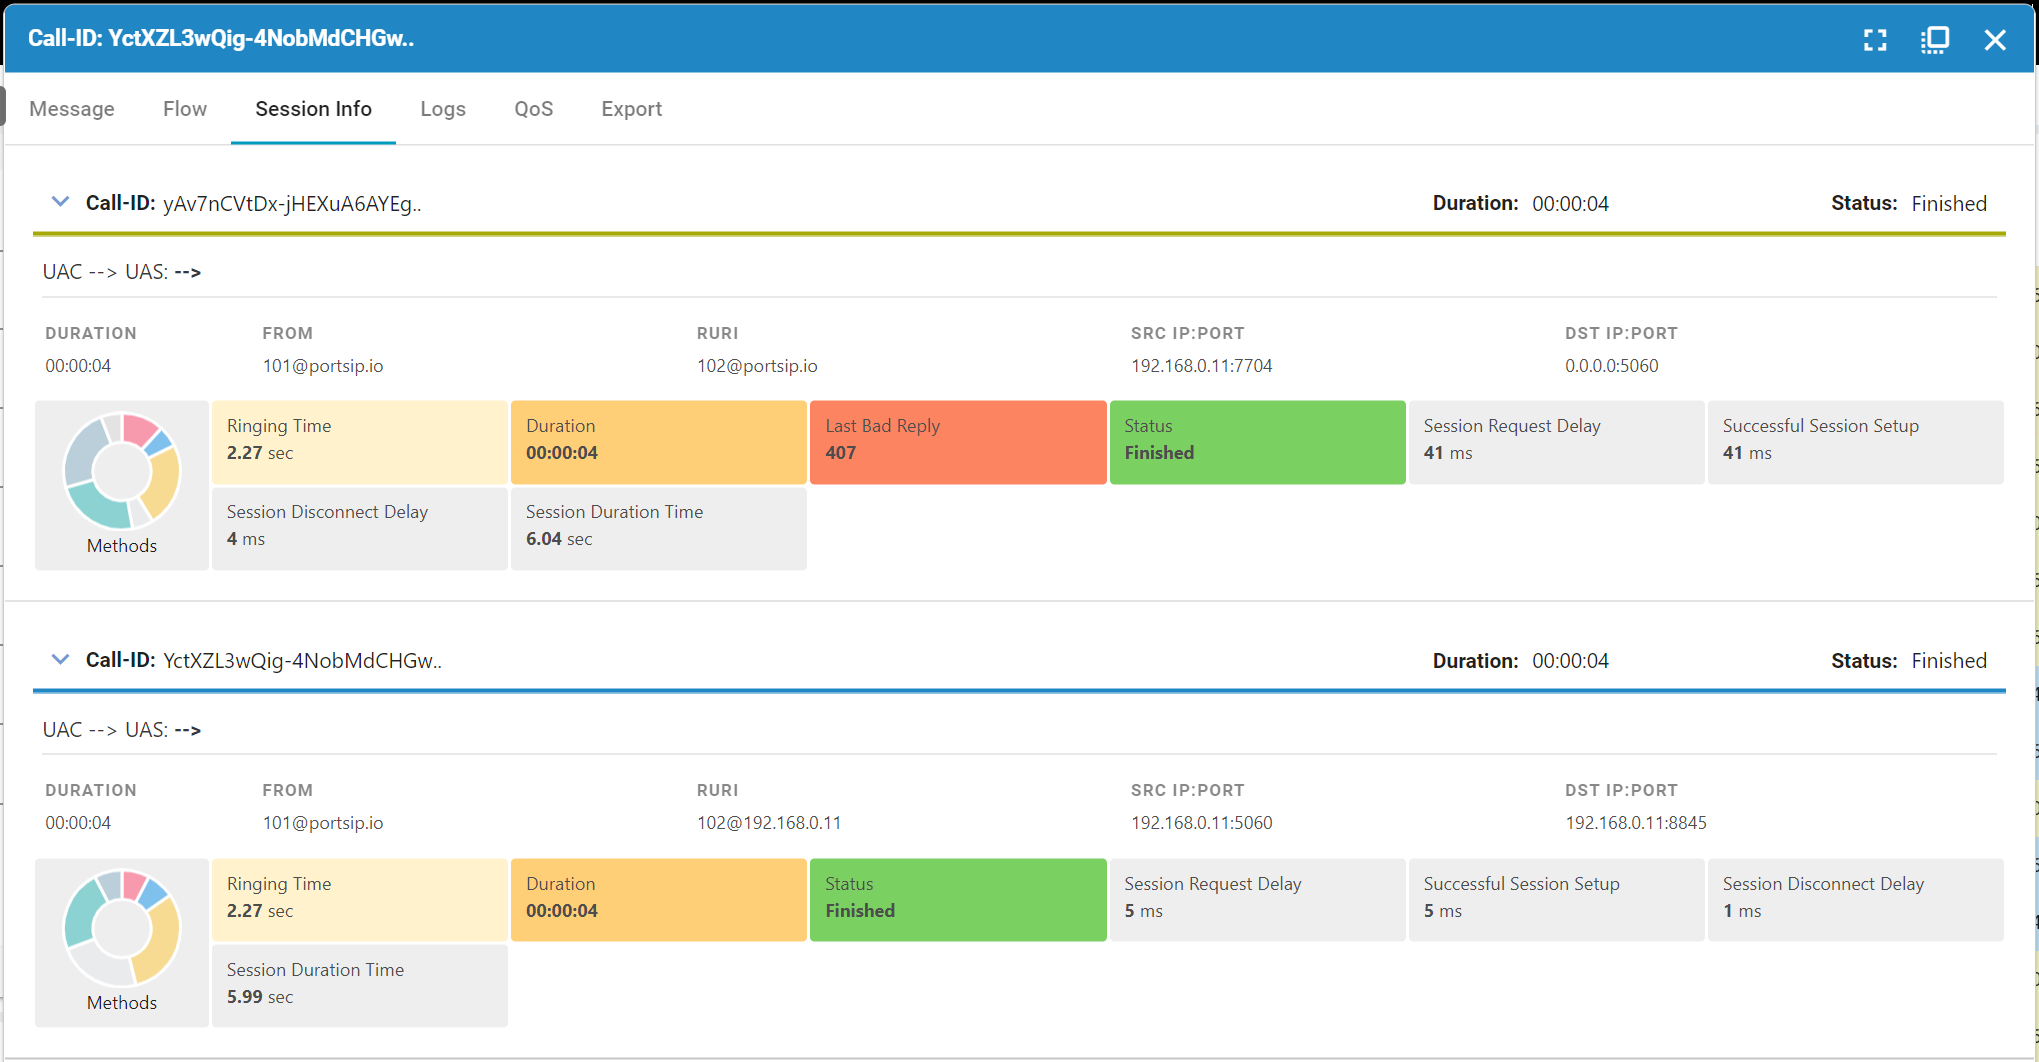 Call-ID: YctXZL3wQig-4NobMdCHGw..
Message Flow Session Info Logs QoS Export
Call-ID: yAv7nCVtDx-jHEXuA6AYEg.. Duration: 00:00:04 Status: Finished
UAC --> UAS: -->
DURATION FROM RURI SRC IP:PORT DST IP:PORT
00:00:04 101@portsip.io 102@portsip.io 192.168.0.11:7704 0.0.0.0:5060
Ringing Time Duration Last Bad Reply Status Session Request Delay Successful Session Setup
2.27 sec 00:00:04 407 Finished 41 ms 41 ms
Session Disconnect Delay Session Duration Time
4 ms 6.04 sec
Methods
Call-ID: YctXZL3wQig-4NobMdCHGw.. Duration: 00:00:04 Status: Finished
UAC --> UAS: -->
DURATION FROM RURI SRC IP:PORT DST IP:PORT
00:00:04 101@portsip.io 102@192.168.0.11 192.168.0.11:5060 192.168.0.11:8845
Ringing Time Duration Status Session Request Delay Successful Session Setup Session Disconnect Delay
2.27 sec 00:00:04 Finished 5 ms 5 ms 1 ms
Session Duration Time
5.99 sec
Methods